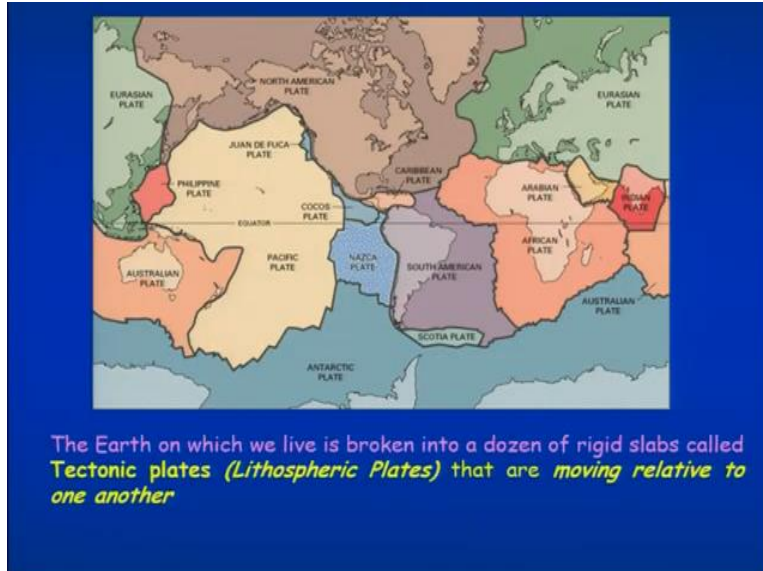 NORTH AMERICAN
PLATE
EURASIAN
PLATE
EURASIAN
PLATE
JUAN DE FUCA
PLATE
CARIBBEAN
PLATE
PHILIPPINE
PLATE
ARABIAN
PLATE
INDIAN
PLATE
COCOS
PLATE
EQUATOR
AFRICAN
PLATE
PACIFIC
PLATE
NAZCA
PLATE
SOUTH AMERICAN
PLATE
AUSTRALIAN
PLATE
AUSTRALIAN
PLATE
SCOTIA PLATE
ANTARCTIC
PLATE
The Earth on which we live is broken into a dozen of rigid slabs called
Tectonic plates (Lithospheric Plates) that are moving relative to
one another